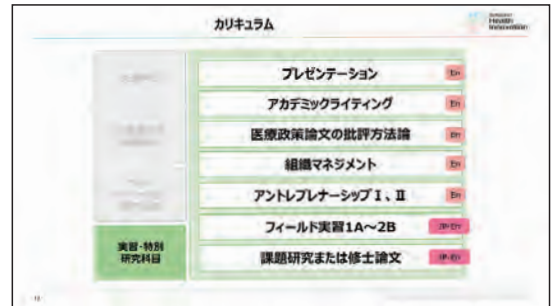 カリキュラム
Health
Innovation
プレゼンテーション
En
アカデミックライティング
En
医療政策論文の批評方法論
En
組織マネジメント
En
アントレプレナーシップⅠ、Ⅱ
En
フィールド実習1A～2B
JP・En
実習・特別
研究科目
課題研究または修士論文
JP・En